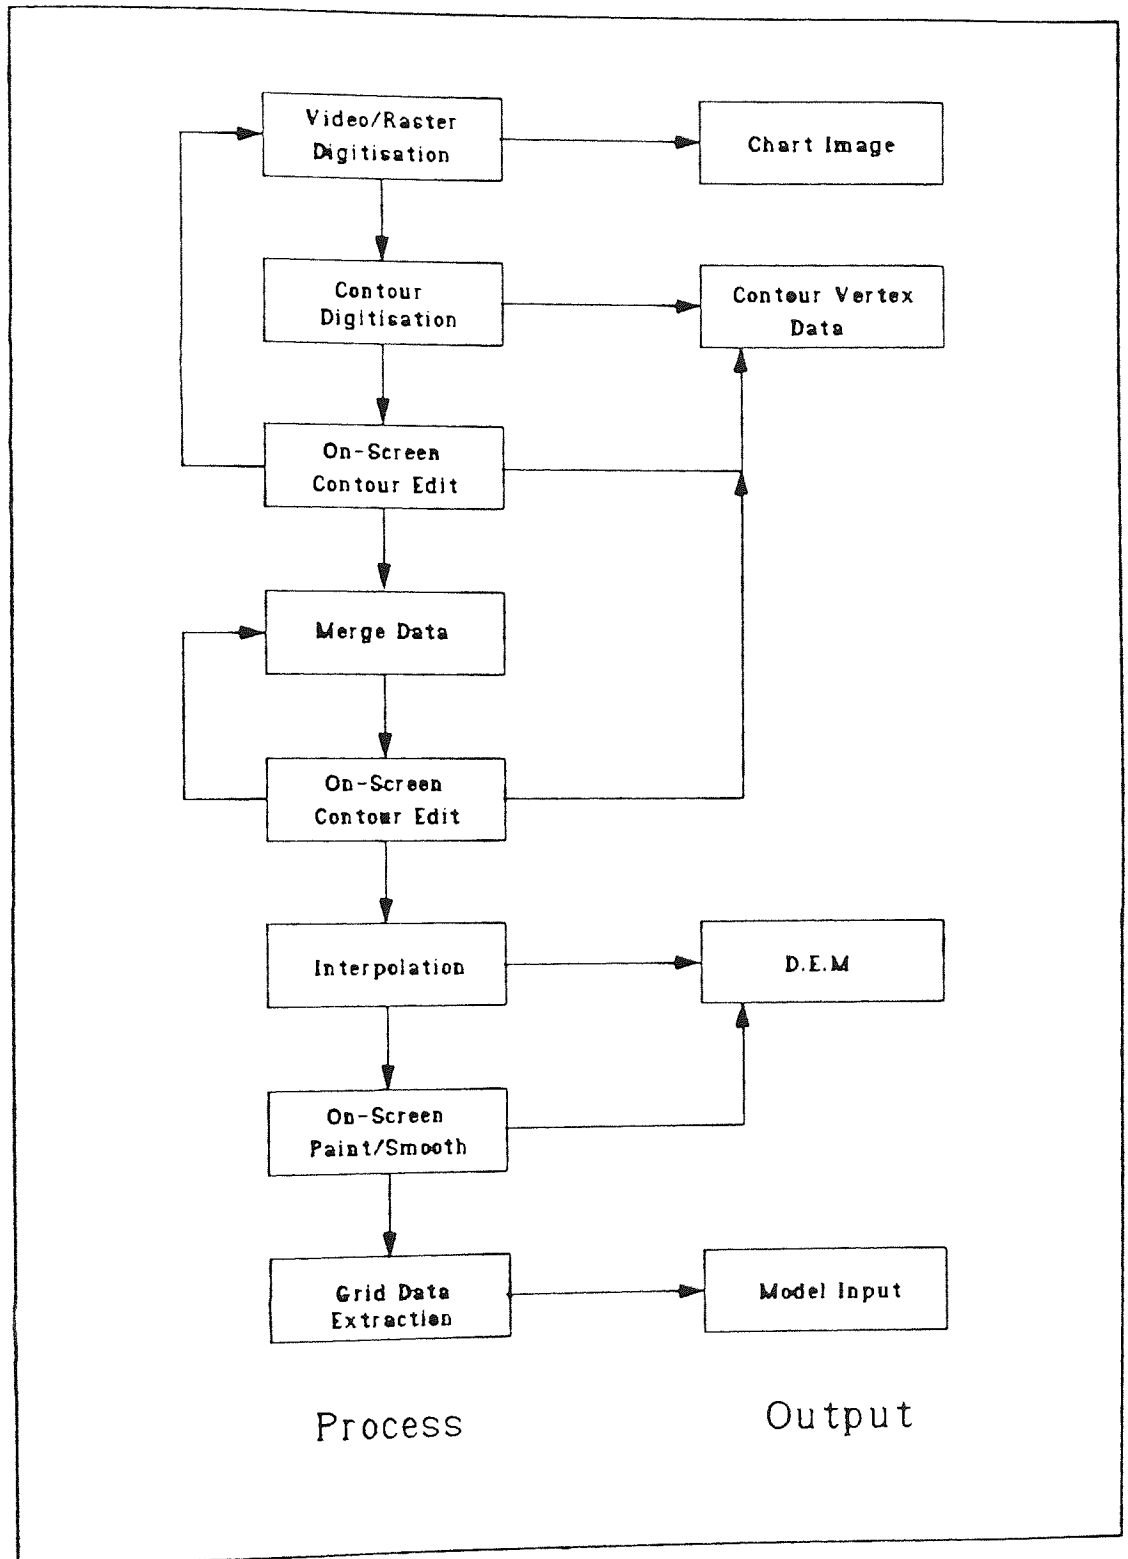 Video/Raster
Digitisation
Chart Image
Contour
Digitisation
Contour Vertex
Data
On-Screen
Contour Edit
Merge Data
On-Screen
Contour Edit
Interpolation
D.E.M
On-Screen
Paint/Smooth
Grid Data
Extraction
Model Input
Process
Output